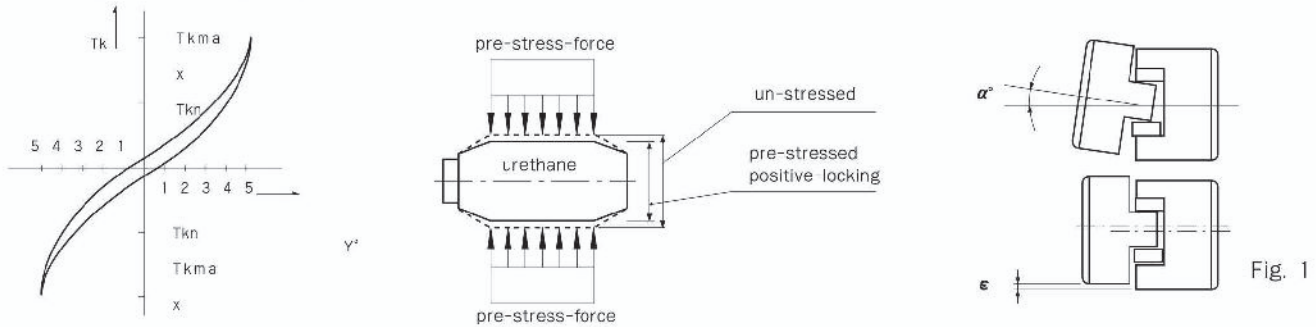 Tk
Tkma
x
Tkn
5 4 3 2 1
1 2 3 4 5
Tkn
Tkma
x
Y°
pre-stress-force
urethane
pre-stress-force
un-stressed
pre-stressed
positive locking
α°
ε
Fig. 1